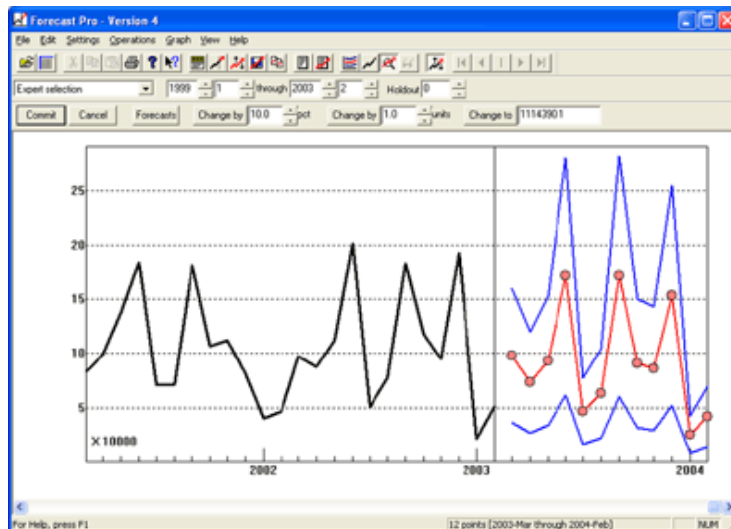 Forecast Pro - Version 4
File Edit Settings Operations Graph View Help
Expert selection 1999 1 through 2003 2 Holdout 0
Commit Cancel Forecasts Change by 10.0 pct Change by 1.0 units Change to 11143901
25
20
15
10
5
×10000
2002 2003 2004
For Help, press F1 12 points [2003-Mar through 2004-Feb] NUM